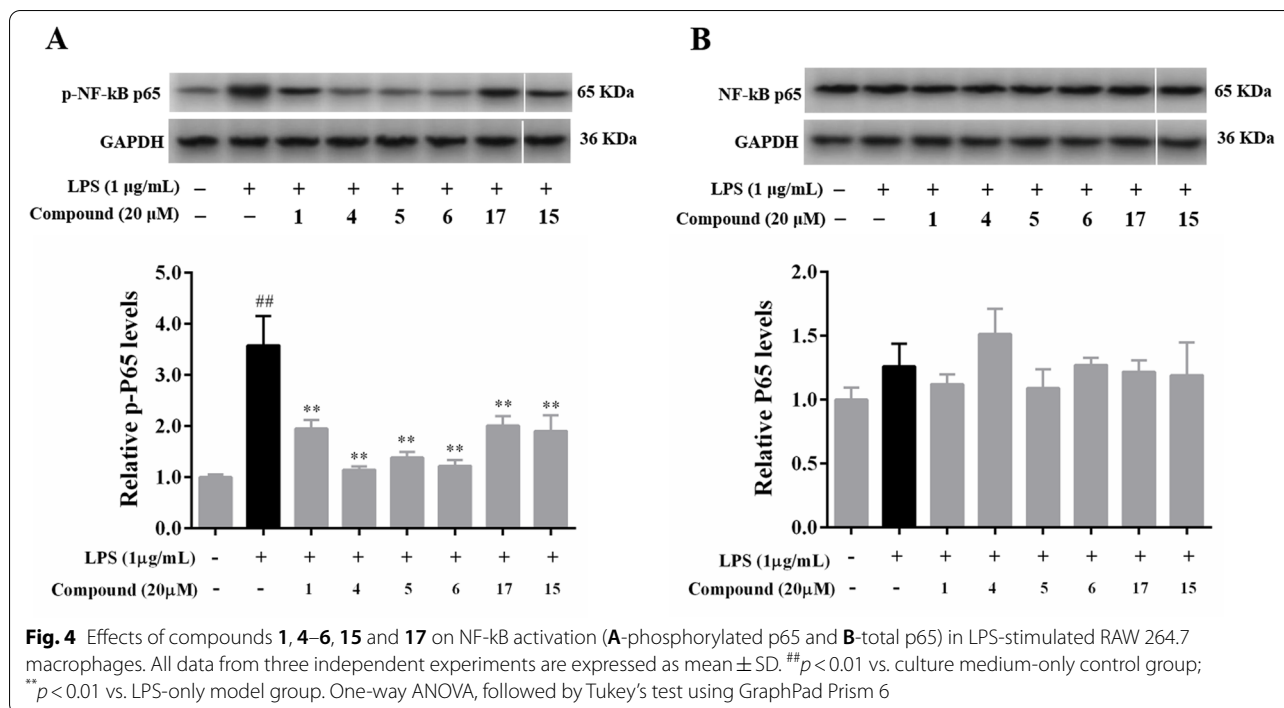 A
p-NF-kB p65
65 KDa
GAPDH
36 KDa
LPS (1 μg/mL) – + + + + + + +
Compound (20 μM) – – 1 4 5 6 17 15
Relative p-P65 levels
5.0
4.0
3.0
2.0
1.0
0.0
##
** ** ** ** ** **
LPS (1μg/mL) - + + + + + + +
Compound (20μM) - - 1 4 5 6 17 15
B
NF-kB p65
65 KDa
GAPDH
36 KDa
LPS (1 μg/mL) – + + + + + + +
Compound (20 μM) – – 1 4 5 6 17 15
Relative P65 levels
2.0
1.5
1.0
0.5
0.0
LPS (1μg/mL) - + + + + + + +
Compound (20μM) - - 1 4 5 6 17 15
Fig. 4 Effects of compounds 1, 4–6, 15 and 17 on NF-kB activation (A-phosphorylated p65 and B-total p65) in LPS-stimulated RAW 264.7
macrophages. All data from three independent experiments are expressed as mean ± SD. ##p < 0.01 vs. culture medium-only control group;
**p < 0.01 vs. LPS-only model group. One-way ANOVA, followed by Tukey's test using GraphPad Prism 6